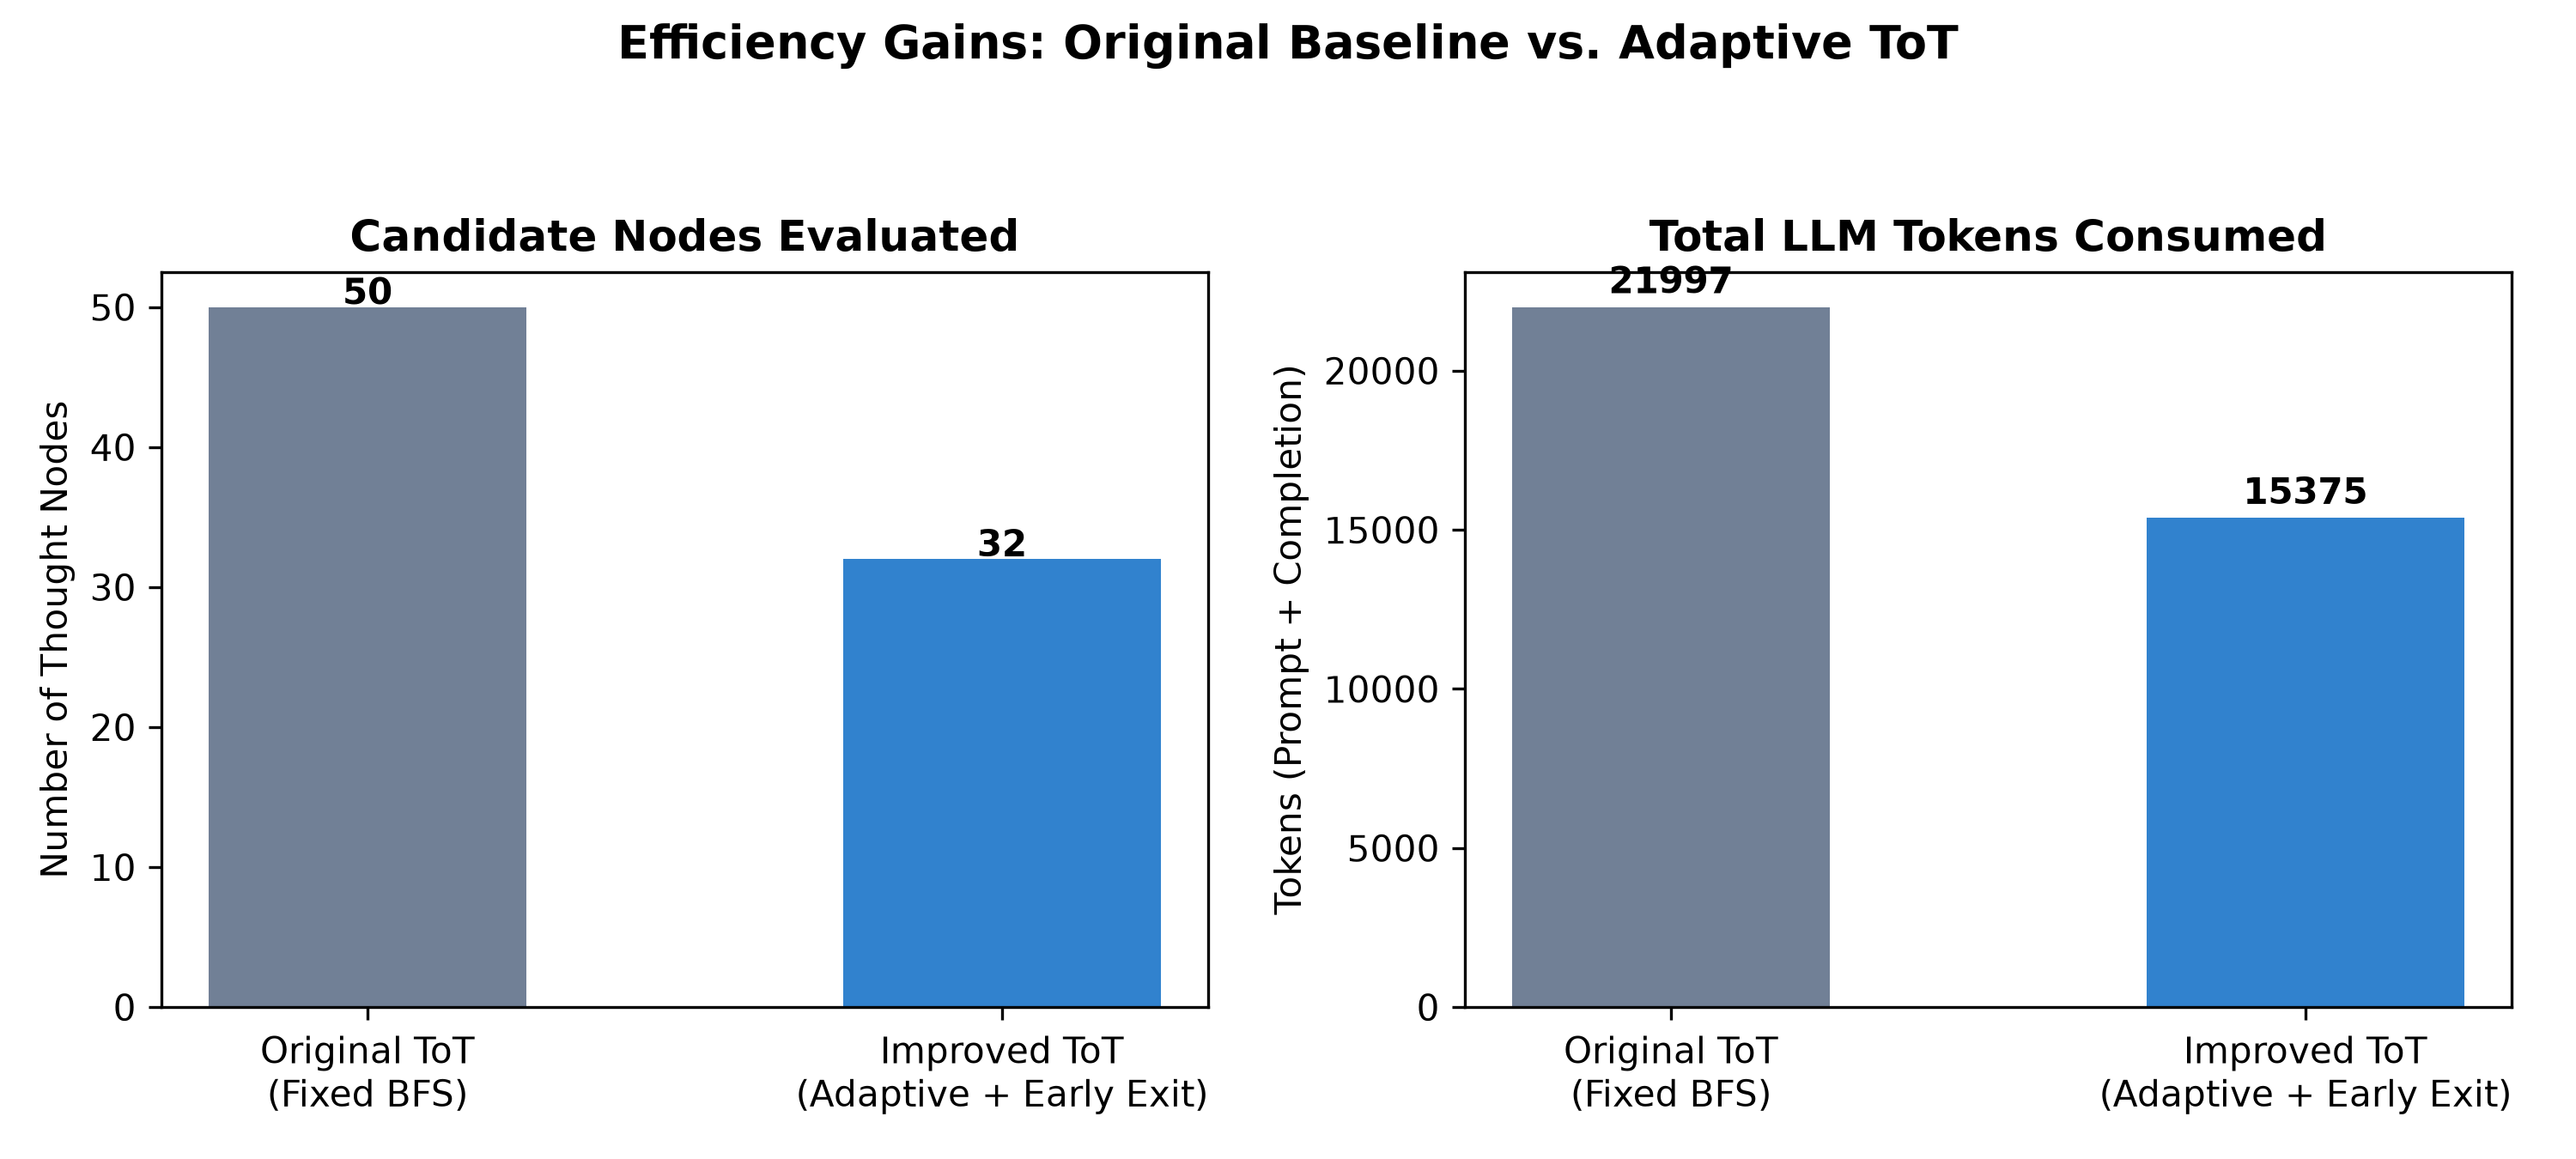 Efficiency Gains: Original Baseline vs. Adaptive ToT
Candidate Nodes Evaluated
Number of Thought Nodes
50
40
30
20
10
0
50
32
Original ToT
(Fixed BFS)
Improved ToT
(Adaptive + Early Exit)
Total LLM Tokens Consumed
Tokens (Prompt + Completion)
20000
15000
10000
5000
0
21997
15375
Original ToT
(Fixed BFS)
Improved ToT
(Adaptive + Early Exit)